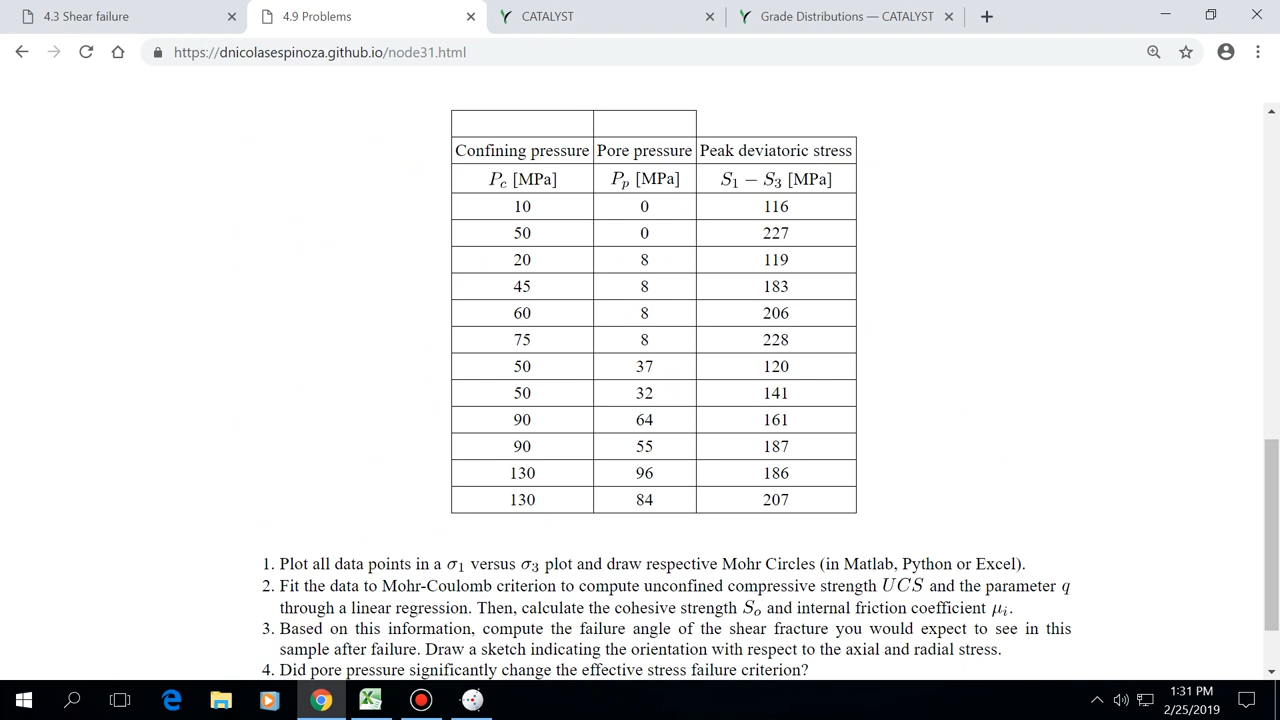 4.3 Shear failure
4.9 Problems
CATALYST
Grade Distributions — CATALYST
https://dnicolasespinoza.github.io/node31.html
Confining pressure Pore pressure Peak deviatoric stress
Pc [MPa] Pp [MPa] S1 − S3 [MPa]
10 0 116
50 0 227
20 8 119
45 8 183
60 8 206
75 8 228
50 37 120
50 32 141
90 64 161
90 55 187
130 96 186
130 84 207
1. Plot all data points in a σ1 versus σ3 plot and draw respective Mohr Circles (in Matlab, Python or Excel).
2. Fit the data to Mohr-Coulomb criterion to compute unconfined compressive strength UCS and the parameter q
through a linear regression. Then, calculate the cohesive strength So and internal friction coefficient μi.
3. Based on this information, compute the failure angle of the shear fracture you would expect to see in this
sample after failure. Draw a sketch indicating the orientation with respect to the axial and radial stress.
4. Did pore pressure significantly change the effective stress failure criterion?
1:31 PM
2/25/2019